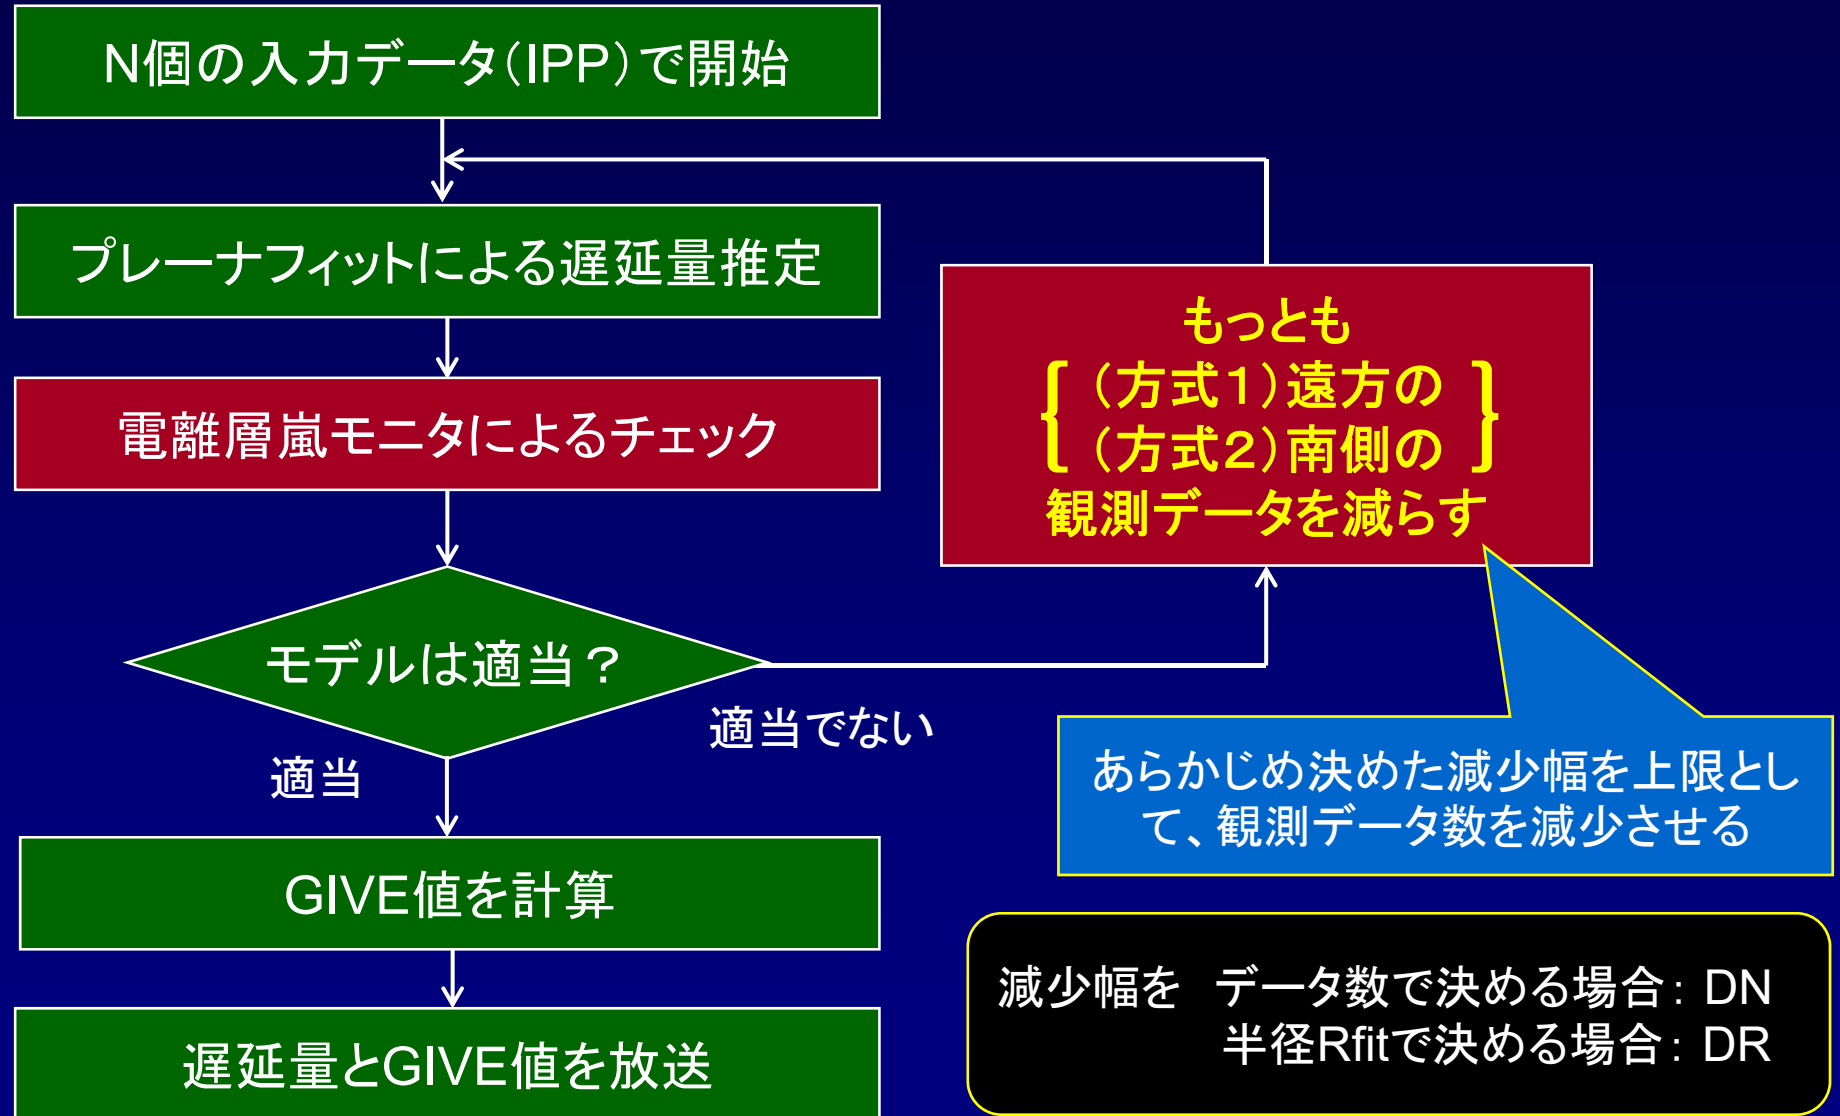 N個の入力データ（IPP）で開始
プレーナフィットによる遅延量推定
電離層嵐モニタによるチェック
モデルは適当？
適当でない
適当
GIVE値を計算
遅延量とGIVE値を放送
もっとも
｛（方式１）遠方の｝
（方式２）南側の
観測データを減らす
あらかじめ決めた減少幅を上限とし
て、観測データ数を減少させる
減少幅を　データ数で決める場合： DN
半径Rfitで決める場合： DR